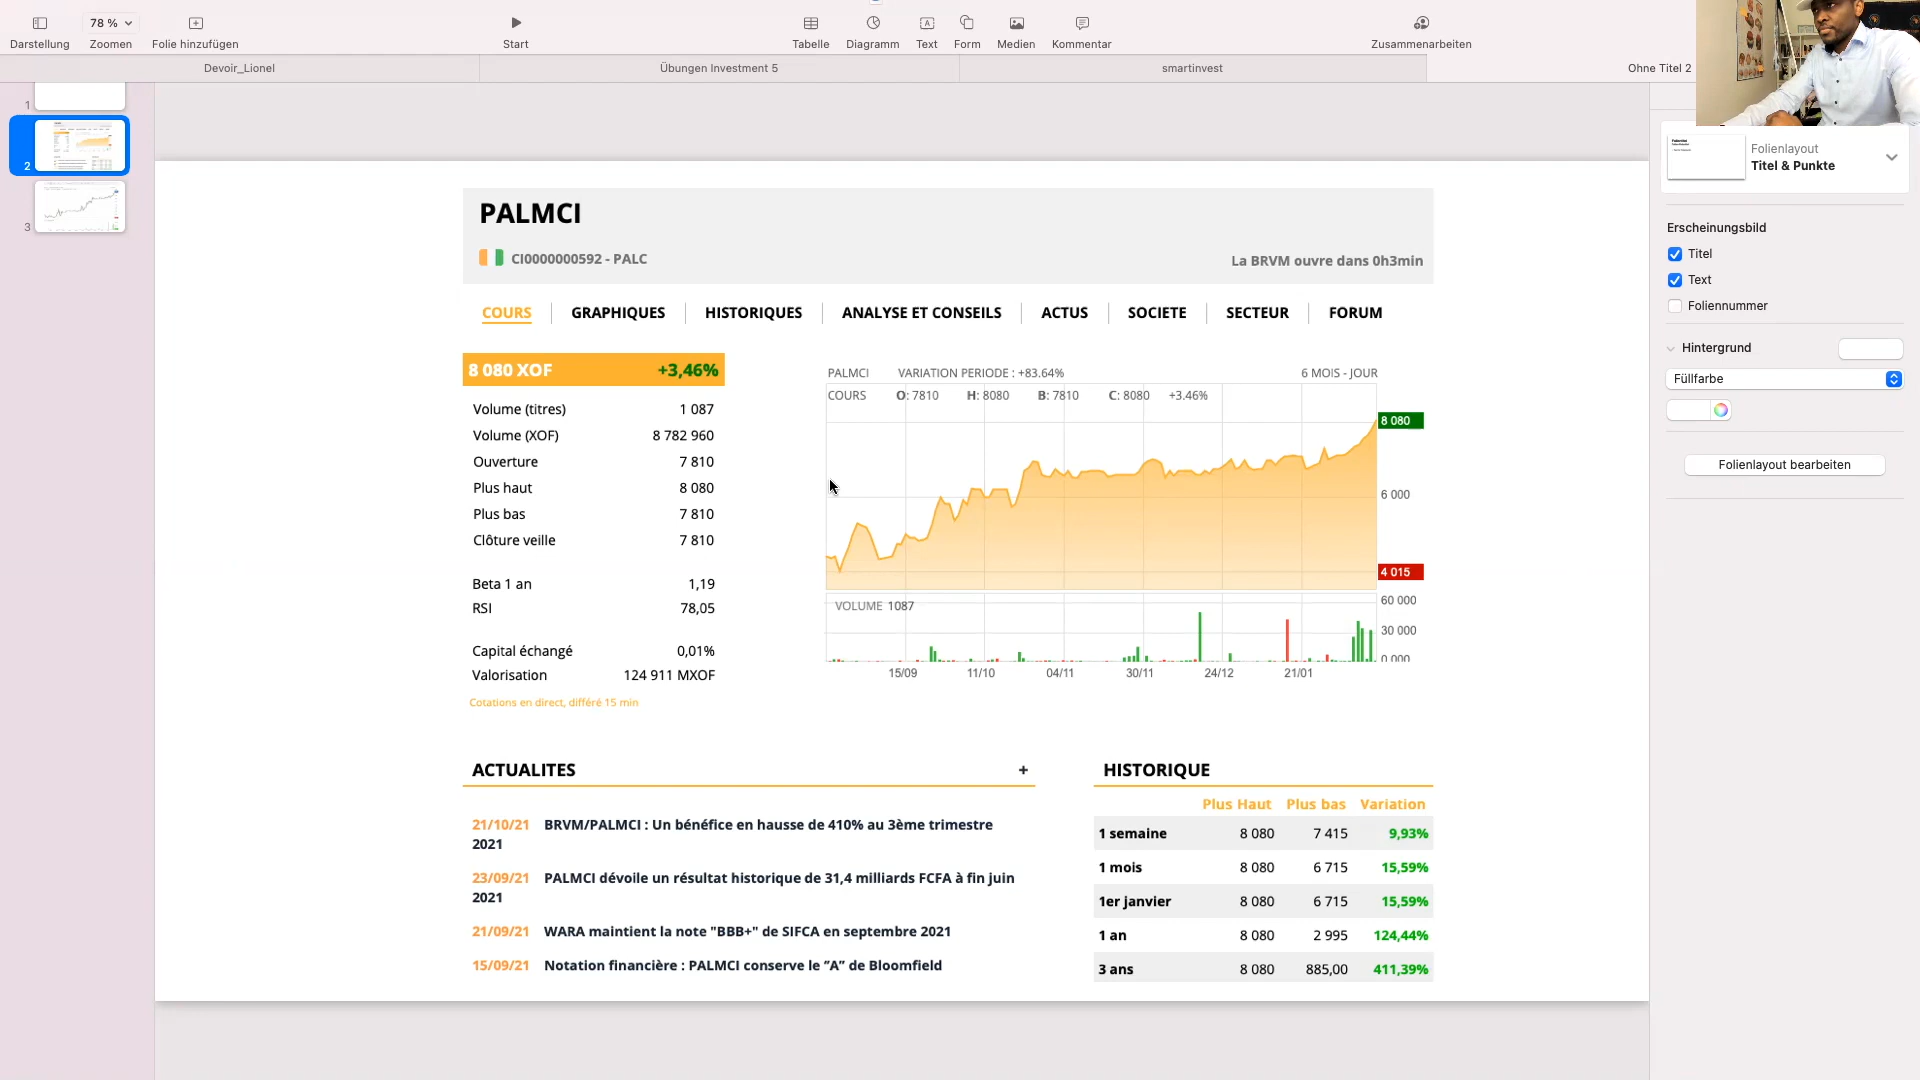 78 %
Darstellung
Zoomen
Folie hinzufügen
Start
Tabelle
Diagramm
Text
Form
Medien
Kommentar
Zusammenarbeiten
Devoir_Lionel
Übungen Investment 5
smartinvest
Ohne Titel 2
1
2
3
PALMCI
CI0000000592 - PALC
La BRVM ouvre dans 0h3min
COURS
GRAPHIQUES
HISTORIQUES
ANALYSE ET CONSEILS
ACTUS
SOCIETE
SECTEUR
FORUM
8 080 XOF +3,46%
Volume (titres) 1 087
Volume (XOF) 8 782 960
Ouverture 7 810
Plus haut 8 080
Plus bas 7 810
Clôture veille 7 810
Beta 1 an 1,19
RSI 78,05
Capital échangé 0,01%
Valorisation 124 911 MXOF
Cotations en direct, différé 15 min
PALMCI VARIATION PERIODE : +83.64% 6 MOIS - JOUR
COURS O: 7810 H: 8080 B: 7810 C: 8080 +3.46%
8 080
6 000
4 015
VOLUME 1087
60 000
30 000
0 000
15/09 11/10 04/11 30/11 24/12 21/01
ACTUALITES +
21/10/21 BRVM/PALMCI : Un bénéfice en hausse de 410% au 3ème trimestre
2021
23/09/21 PALMCI dévoile un résultat historique de 31,4 milliards FCFA à fin juin
2021
21/09/21 WARA maintient la note "BBB+" de SIFCA en septembre 2021
15/09/21 Notation financière : PALMCI conserve le “A” de Bloomfield
HISTORIQUE
Plus Haut Plus bas Variation
1 semaine 8 080 7 415 9,93%
1 mois 8 080 6 715 15,59%
1er janvier 8 080 6 715 15,59%
1 an 8 080 2 995 124,44%
3 ans 8 080 885,00 411,39%
Folienlayout
Titel & Punkte
Erscheinungsbild
Titel
Text
Foliennummer
Hintergrund
Füllfarbe
Folienlayout bearbeiten